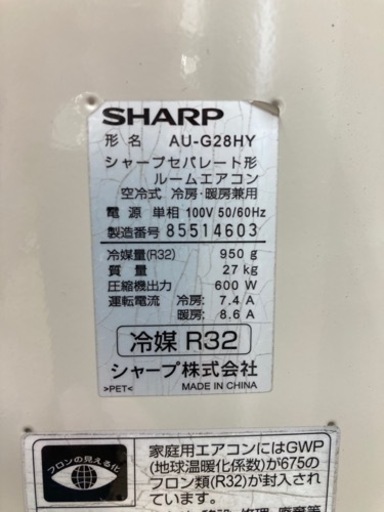 SHARP
形名 AU-G28HY
シャープセパレート形
ルームエアコン
空冷式 冷房・暖房兼用
電源 単相 100V 50/60Hz
製造番号 85514603
冷媒量(R32) 950 g
質量 27 kg
圧縮機出力 600 W
運転電流 冷房: 7.4 A
暖房: 8.6 A
冷媒 R32
シャープ株式会社
>PET< MADE IN CHINA
フロンの見える化
家庭用エアコンにはGWP
(地球温暖化係数)が675の
フロン類(R32)が封入され
ています。